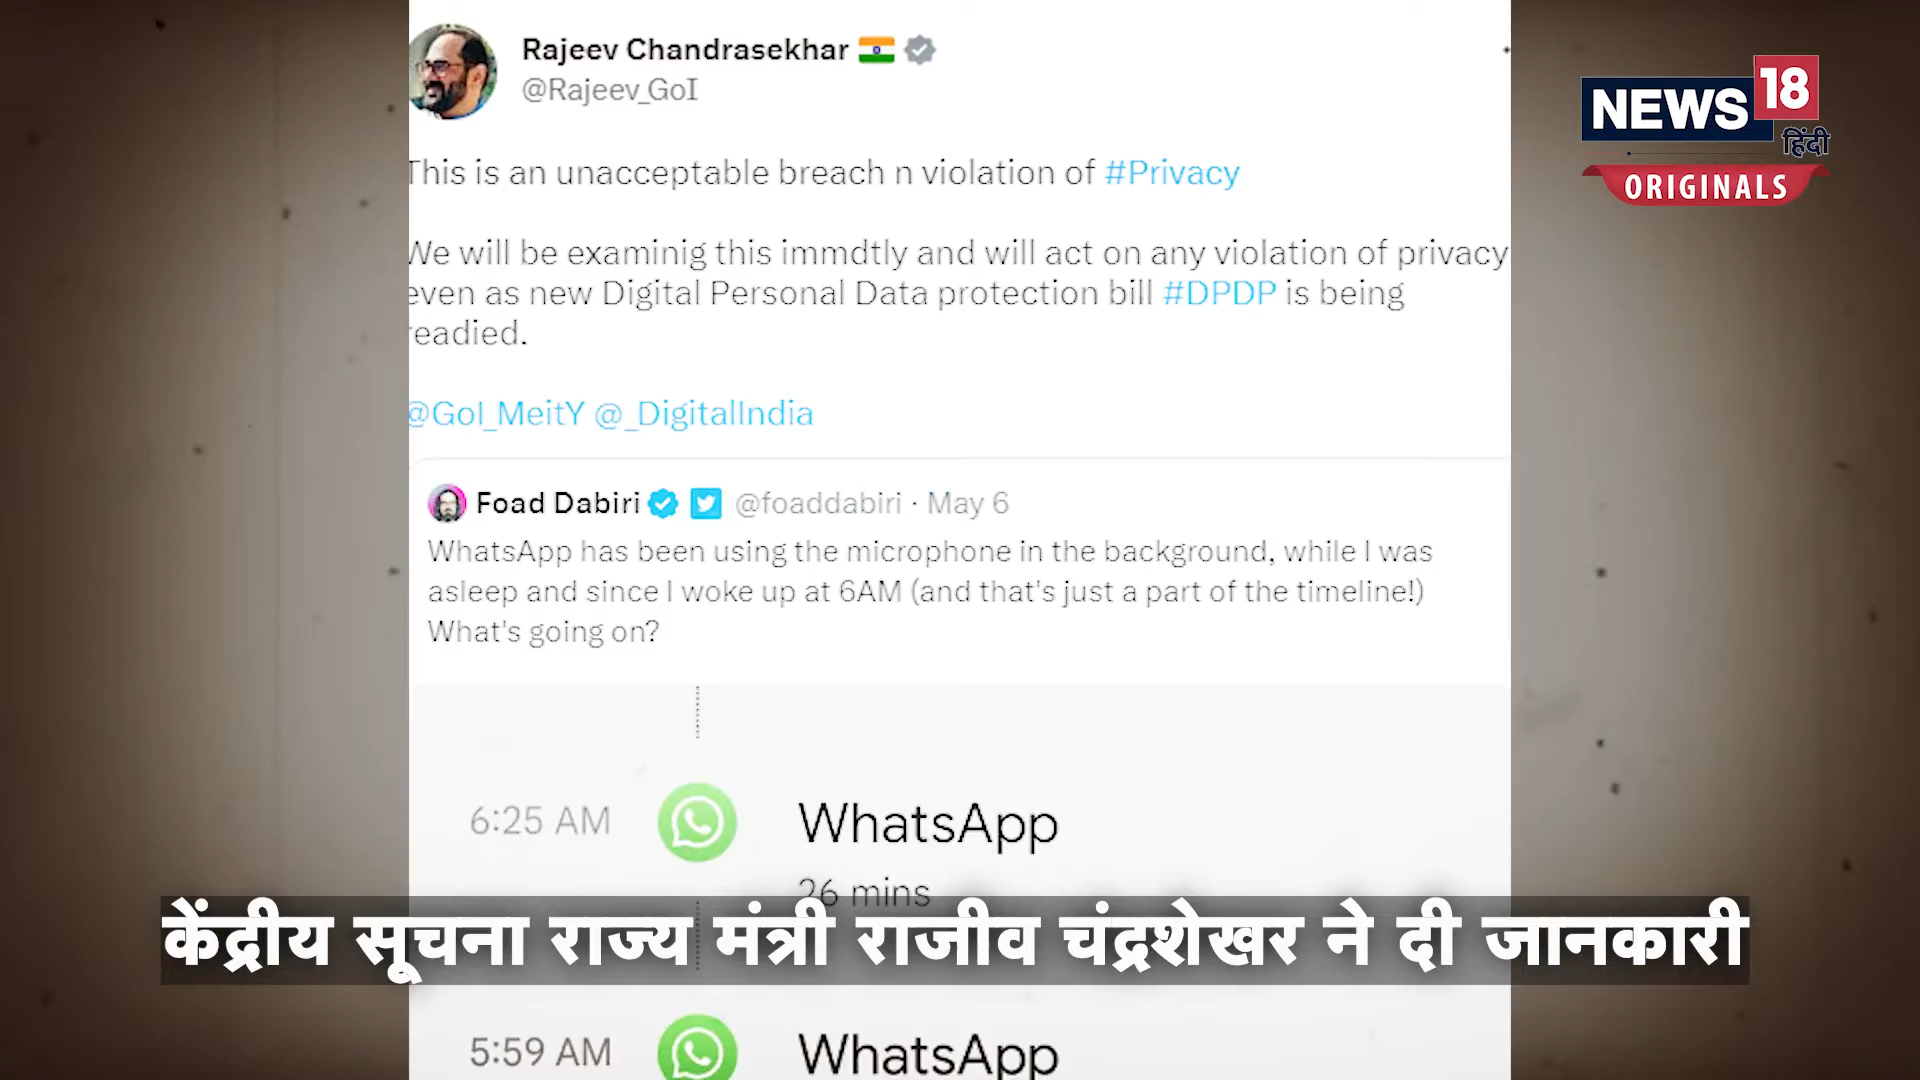 Rajeev Chandrasekhar
@Rajeev_GoI
NEWS 18
हिंदी
ORIGINALS
This is an unacceptable breach n violation of #Privacy
We will be examinig this immdtly and will act on any violation of privacy
even as new Digital Personal Data protection bill #DPDP is being
readied.
@GoI_MeitY @_DigitalIndia
Foad Dabiri @foaddabiri · May 6
WhatsApp has been using the microphone in the background, while I was
asleep and since I woke up at 6AM (and that's just a part of the timeline!)
What's going on?
6:25 AM WhatsApp
26 mins
केंद्रीय सूचना राज्य मंत्री राजीव चंद्रशेखर ने दी जानकारी
5:59 AM WhatsApp